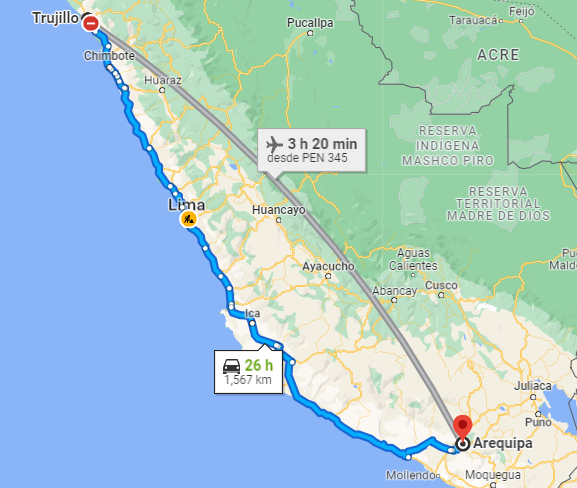 Feijó
Tarauacá
Pucallpa
Trujillo
Chimbote
ACRE
Huaraz
RESERVA
INDÍGENA
MASHCO PIRO
3 h 20 min
desde PEN 345
RESERVA
TERRITORIAL
MADRE DE DIOS
Lima
Huancayo
Ayacucho
Aguas
Calientes
Cusco
Abancay
Puerto
Maldo
Ica
26 h
1,567 km
Juliaca
Puno
Arequipa
Moquegua
Mollendo